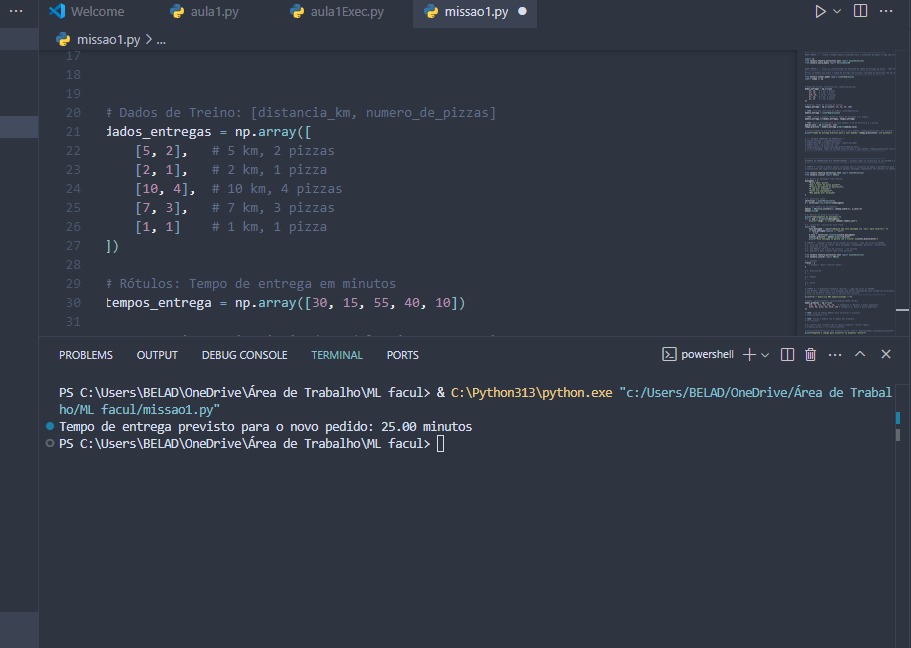 ... Welcome aula1.py aula1Exec.py missao1.py ...
missao1.py > ...
17
18
19
20 # Dados de Treino: [distancia_km, numero_de_pizzas]
21 dados_entregas = np.array([
22 [5, 2], # 5 km, 2 pizzas
23 [2, 1], # 2 km, 1 pizza
24 [10, 4], # 10 km, 4 pizzas
25 [7, 3], # 7 km, 3 pizzas
26 [1, 1] # 1 km, 1 pizza
27 ])
28
29 # Rótulos: Tempo de entrega em minutos
30 tempos_entrega = np.array([30, 15, 55, 40, 10])
31
PROBLEMS OUTPUT DEBUG CONSOLE TERMINAL PORTS powershell ...
PS C:\Users\BELAD\OneDrive\Área de Trabalho\ML facul> & C:\Python313\python.exe "c:/Users/BELAD/OneDrive/Área de Trabal
ho/ML facul/missao1.py"
Tempo de entrega previsto para o novo pedido: 25.00 minutos
PS C:\Users\BELAD\OneDrive\Área de Trabalho\ML facul>